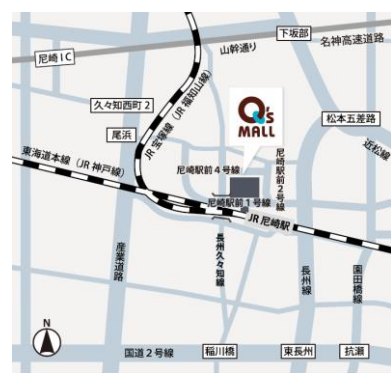 下坂部
名神高速道路
尼崎IC
山幹通り
久々知西町2
尾浜
JR宝塚線(JR福知山線)
Q's
MALL
松本五差路
近松線
東海道本線(JR神戸線)
尼崎駅前4号線
尼崎駅前2号線
尼崎駅前1号線
JR尼崎駅
産業道路
長州久々知線
長州線
園田橋線
N
国道2号線
稲川橋
東長州
抗瀬